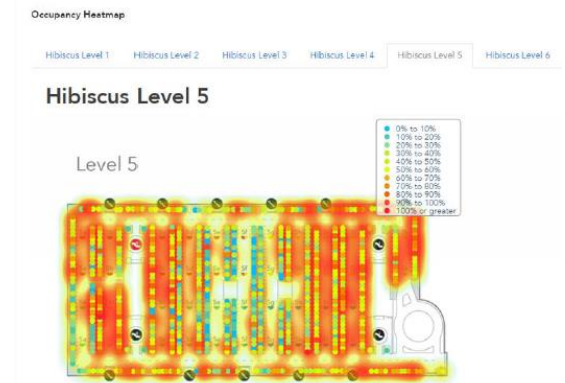 Occupancy Heatmap
Hibiscus Level 1
Hibiscus Level 2
Hibiscus Level 3
Hibiscus Level 4
Hibiscus Level 5
Hibiscus Level 6
Hibiscus Level 5
Level 5
0% to 10%
10% to 20%
20% to 30%
30% to 40%
40% to 50%
50% to 60%
60% to 70%
70% to 80%
80% to 90%
90% to 100%
100% or greater